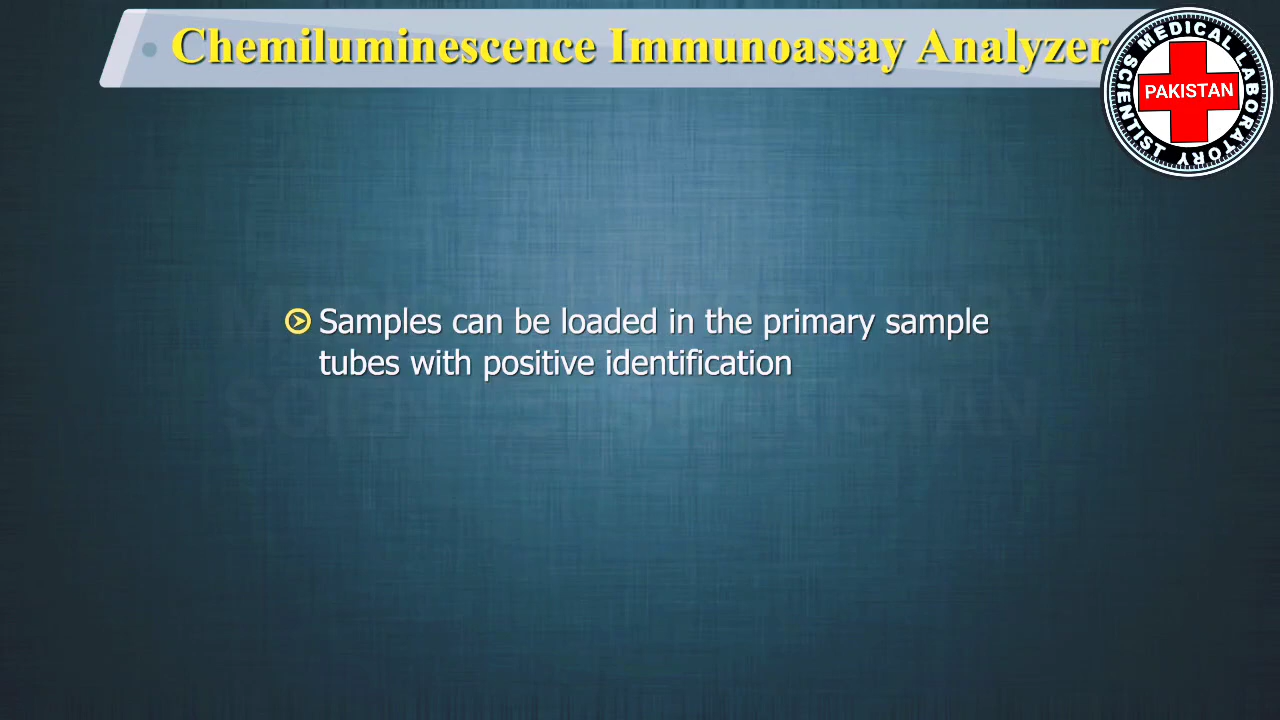 Chemiluminescence Immunoassay Analyzer
MEDICAL LABORATORY
SCIENTIST
PAKISTAN
Samples can be loaded in the primary sample
tubes with positive identification